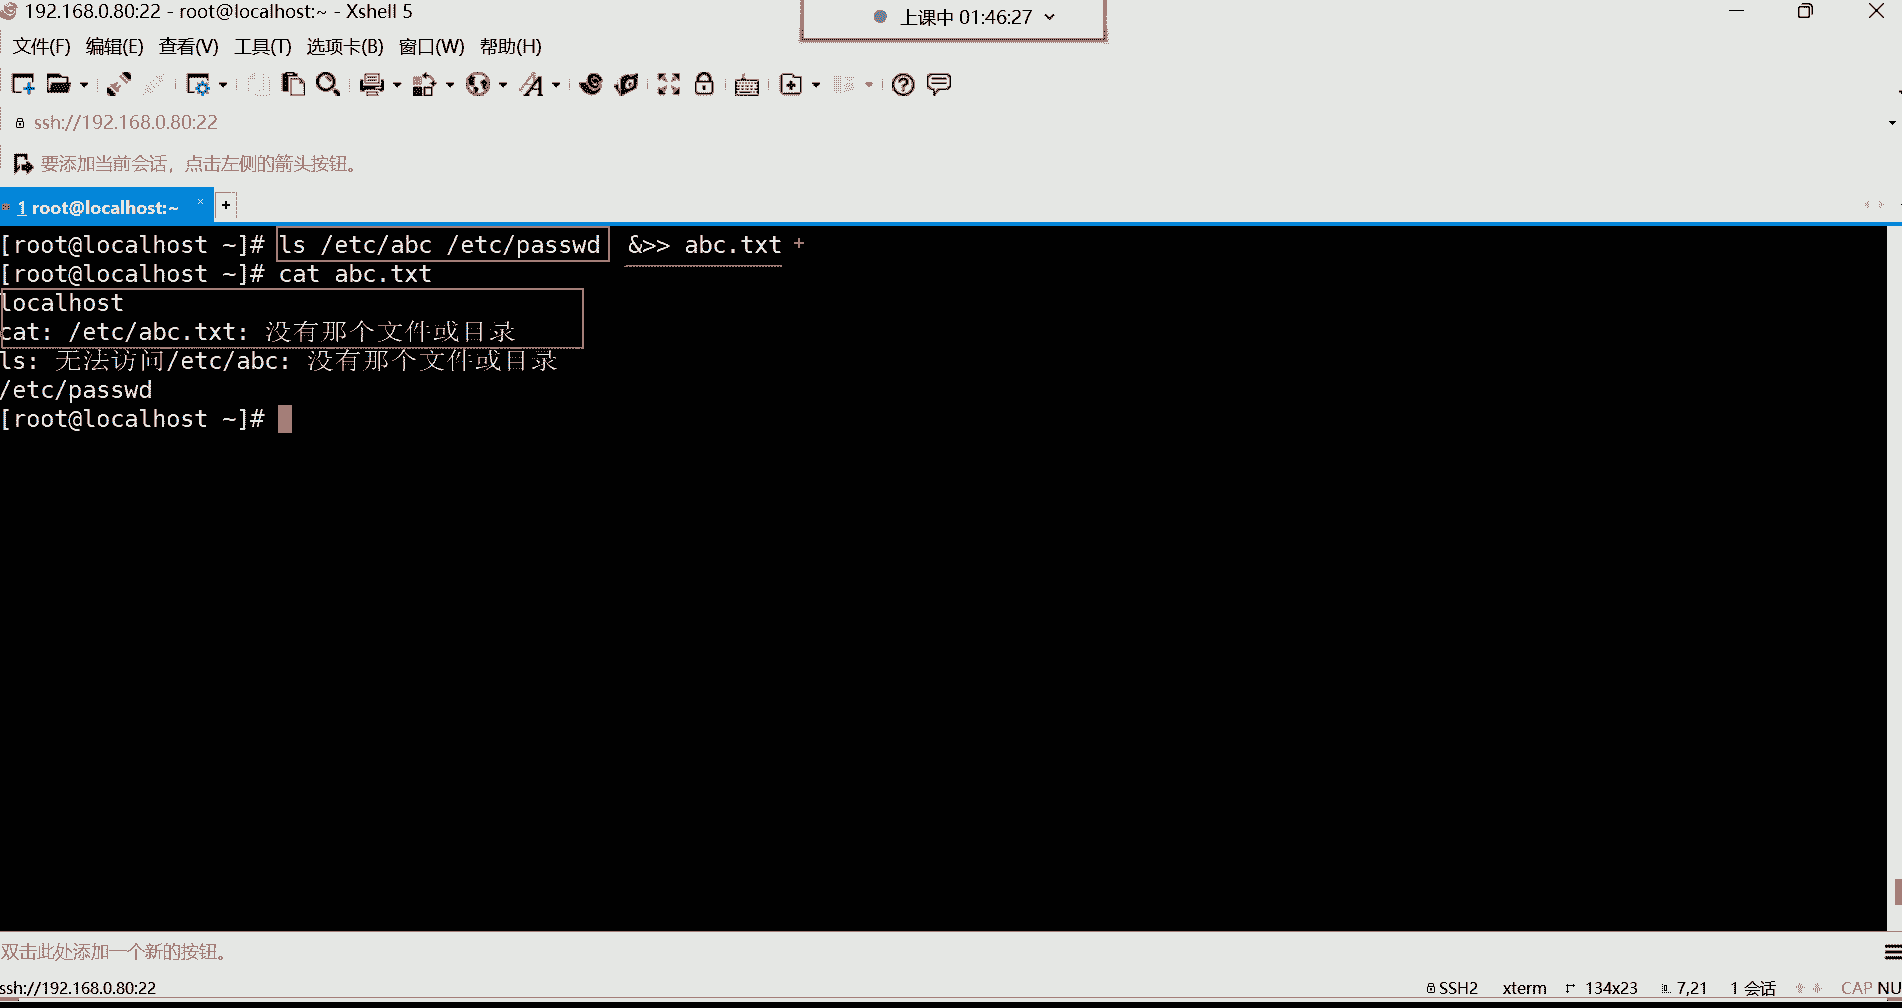 192.168.0.80:22 - root@localhost:~ - Xshell 5
上课中 01:46:27
文件(F) 编辑(E) 查看(V) 工具(T) 选项卡(B) 窗口(W) 帮助(H)
ssh://192.168.0.80:22
要添加当前会话，点击左侧的箭头按钮。
1 root@localhost:~ × +
[root@localhost ~]# ls /etc/abc /etc/passwd &>> abc.txt
[root@localhost ~]# cat abc.txt
localhost
cat: /etc/abc.txt: 没有那个文件或目录
ls: 无法访问/etc/abc: 没有那个文件或目录
/etc/passwd
[root@localhost ~]#
双击此处添加一个新的按钮。
ssh://192.168.0.80:22 SSH2 xterm 134x23 7,21 1 会话 CAP NU